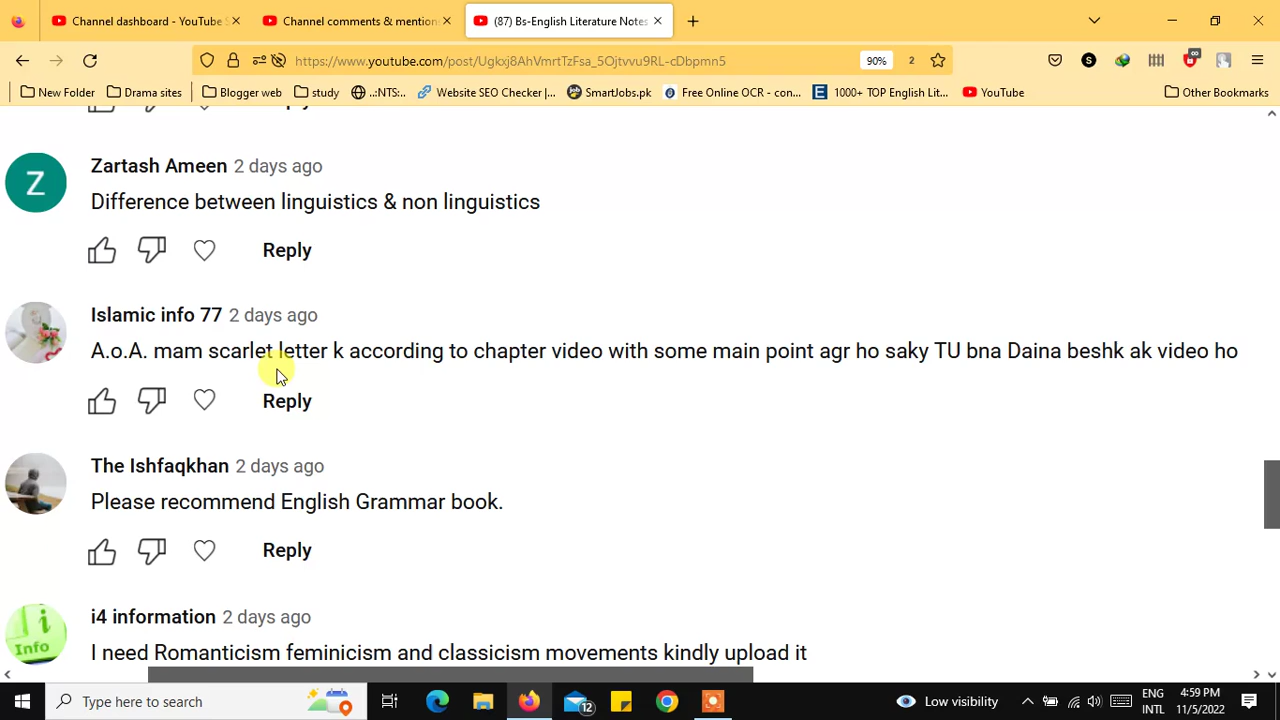 Channel dashboard - YouTube S
Channel comments & mention
(87) Bs-English Literature Notes
https://www.youtube.com/post/Ugkxj8AhVmrtTzFsa_5Ojtvvu9RL-cDbpmn5
90%
2
New Folder
Drama sites
Blogger web
study
..:NTS:..
Website SEO Checker |...
SmartJobs.pk
Free Online OCR - con...
1000+ TOP English Lit...
YouTube
Other Bookmarks
Zartash Ameen 2 days ago
Difference between linguistics & non linguistics
Reply
Islamic info 77 2 days ago
A.o.A. mam scarlet letter k according to chapter video with some main point agr ho saky TU bna Daina beshk ak video ho
Reply
The Ishfaqkhan 2 days ago
Please recommend English Grammar book.
Reply
i4 information 2 days ago
I need Romanticism feminicism and classicism movements kindly upload it
Type here to search
12
Low visibility
ENG
INTL
4:59 PM
11/5/2022